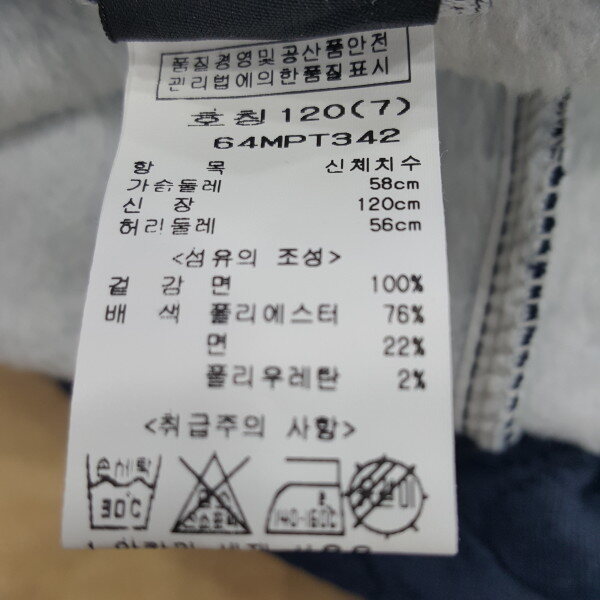 품질경영및공산품안전
관리법에의한품질표시
호칭 120(7)
64MPT342
항 목 신체치수
가슴둘레 58cm
신 장 120cm
허리둘레 56cm
<섬유의 조성>
겉 감 면 100%
배 색 폴리에스터 76%
면 22%
폴리우레탄 2%
<취급주의 사항>
손세탁
30℃
140-160℃